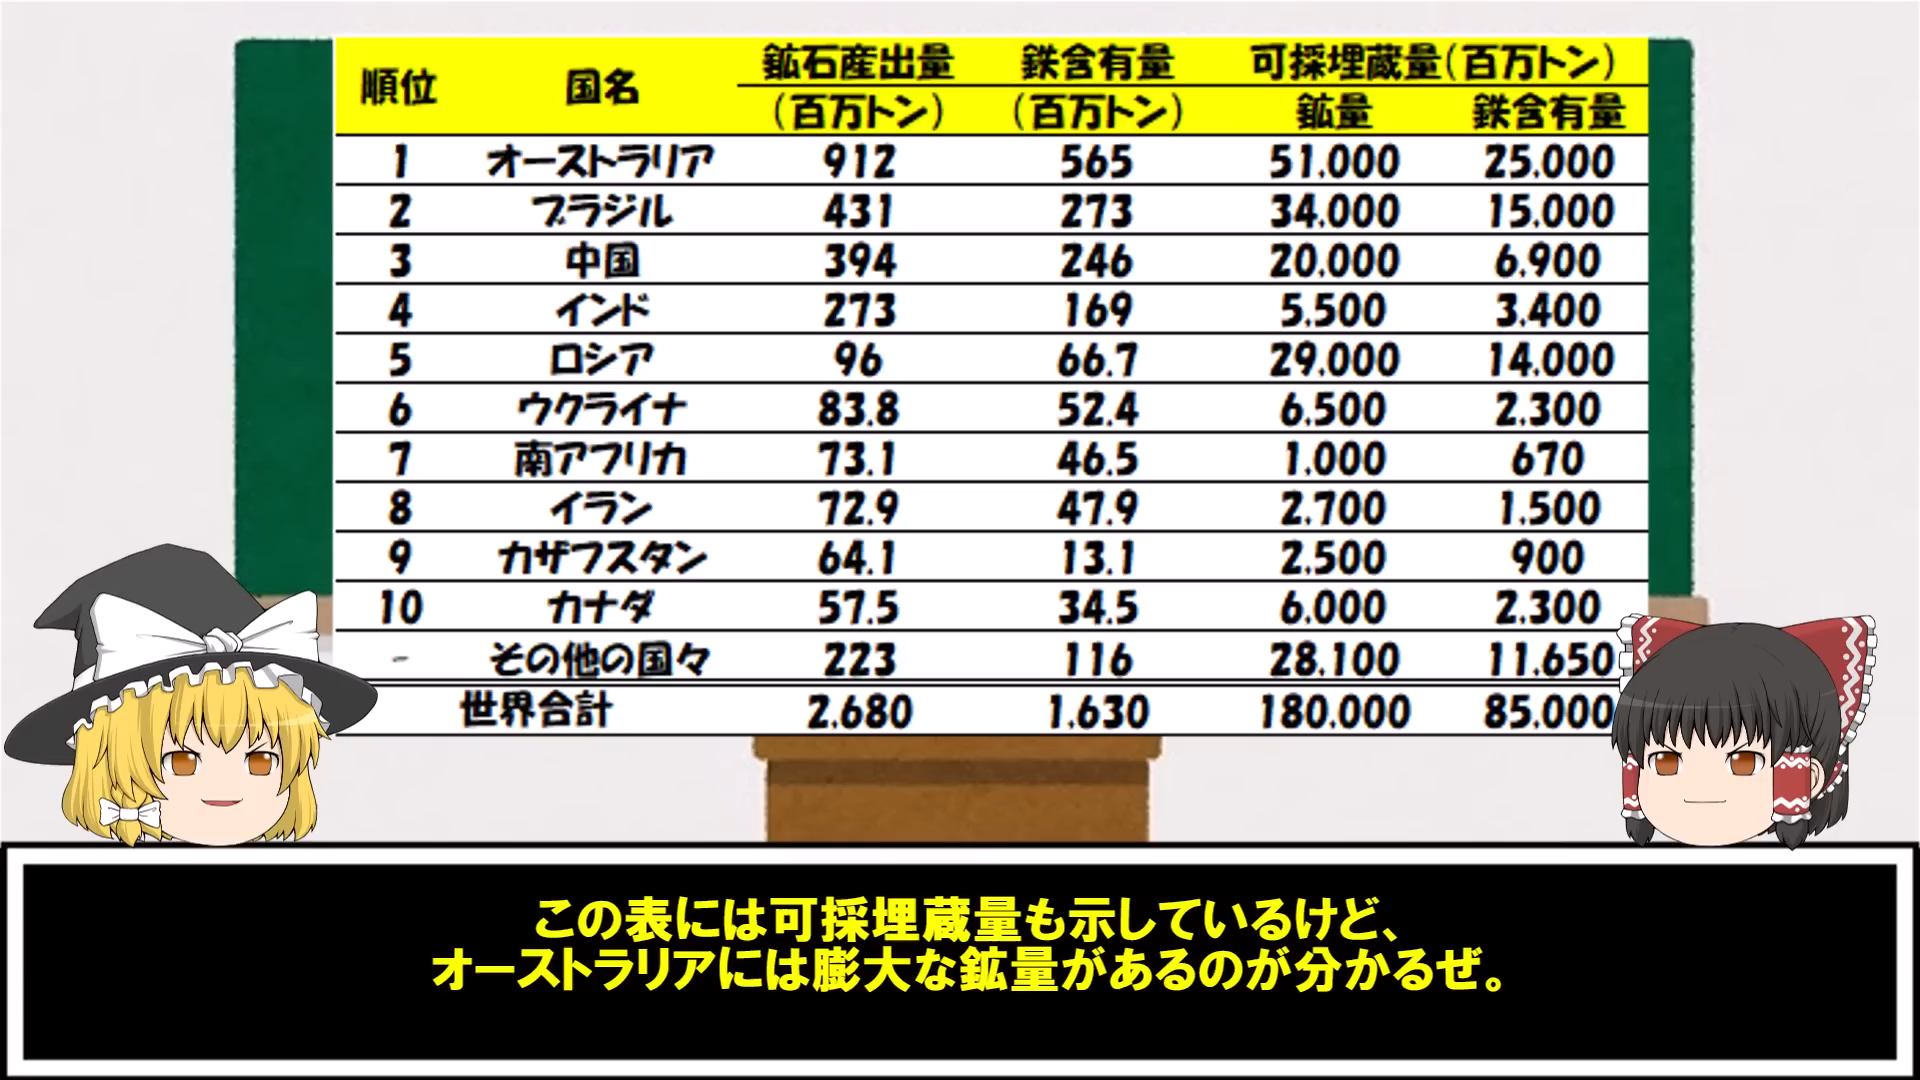 順位 国名 鉱石産出量 鉄含有量 可採埋蔵量(百万トン)
(百万トン) (百万トン) 鉱量 鉄含有量
1 オーストラリア 912 565 51.000 25.000
2 ブラジル 431 273 34.000 15.000
3 中国 394 246 20.000 6.900
4 インド 273 169 5.500 3.400
5 ロシア 96 66.7 29.000 14.000
6 ウクライナ 83.8 52.4 6.500 2.300
7 南アフリカ 73.1 46.5 1.000 670
8 イラン 72.9 47.9 2.700 1.500
9 カザフスタン 64.1 13.1 2.500 900
10 カナダ 57.5 34.5 6.000 2.300
- その他の国々 223 116 28.100 11.650
世界合計 2.680 1.630 180.000 85.000
この表には可採埋蔵量も示しているけど、
オーストラリアには膨大な鉱量があるのが分かるぜ。